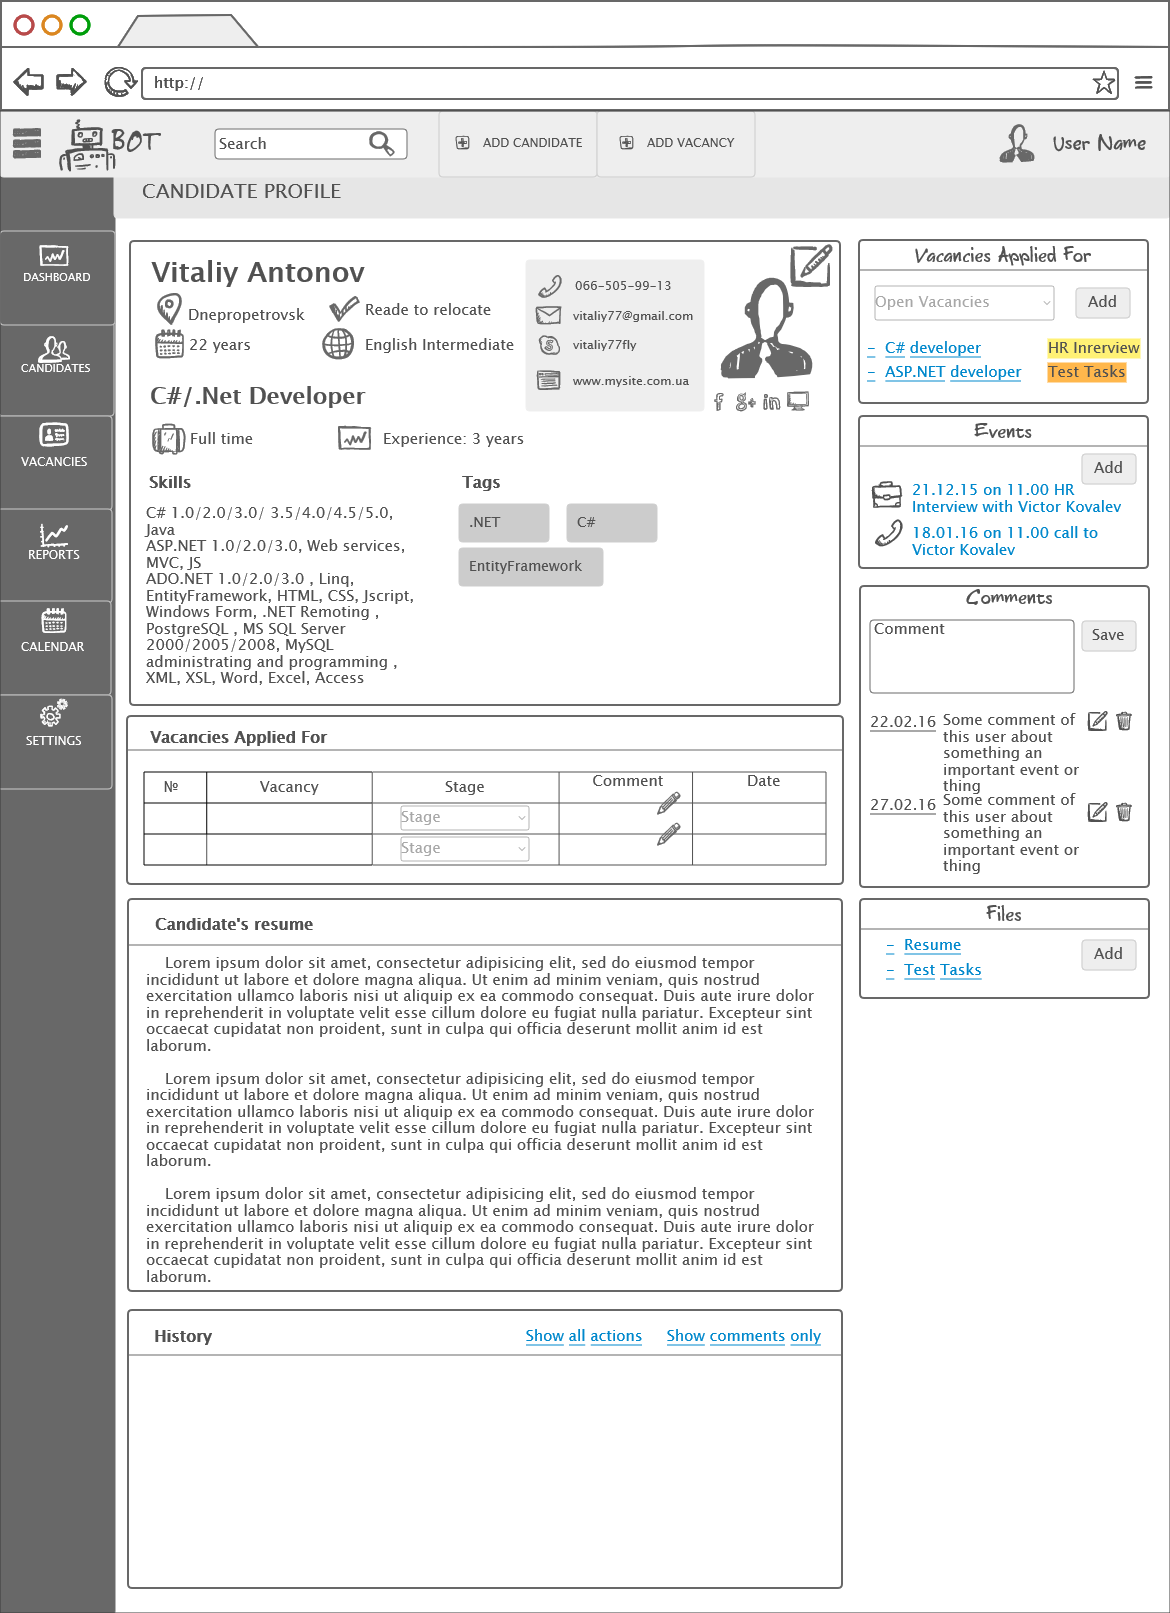 http://
BOT
Search
ADD CANDIDATE
ADD VACANCY
User Name
CANDIDATE PROFILE
DASHBOARD
CANDIDATES
VACANCIES
REPORTS
CALENDAR
SETTINGS
Vitaliy Antonov
Dnepropetrovsk
Reade to relocate
22 years
English Intermediate
066-505-99-13
vitaliy77@gmail.com
vitaliy77fly
www.mysite.com.ua
f g+ in
C#/.Net Developer
Full time
Experience: 3 years
Skills
C# 1.0/2.0/3.0/ 3.5/4.0/4.5/5.0,
Java
ASP.NET 1.0/2.0/3.0, Web services,
MVC, JS
ADO.NET 1.0/2.0/3.0 , Linq,
EntityFramework, HTML, CSS, Jscript,
Windows Form, .NET Remoting ,
PostgreSQL , MS SQL Server
2000/2005/2008, MySQL
administrating and programming ,
XML, XSL, Word, Excel, Access
Tags
.NET
C#
EntityFramework
Vacancies Applied For
№ Vacancy Stage Comment Date
Stage
Stage
Candidate's resume
Lorem ipsum dolor sit amet, consectetur adipisicing elit, sed do eiusmod tempor
incididunt ut labore et dolore magna aliqua. Ut enim ad minim veniam, quis nostrud
exercitation ullamco laboris nisi ut aliquip ex ea commodo consequat. Duis aute irure dolor
in reprehenderit in voluptate velit esse cillum dolore eu fugiat nulla pariatur. Excepteur sint
occaecat cupidatat non proident, sunt in culpa qui officia deserunt mollit anim id est
laborum.
Lorem ipsum dolor sit amet, consectetur adipisicing elit, sed do eiusmod tempor
incididunt ut labore et dolore magna aliqua. Ut enim ad minim veniam, quis nostrud
exercitation ullamco laboris nisi ut aliquip ex ea commodo consequat. Duis aute irure dolor
in reprehenderit in voluptate velit esse cillum dolore eu fugiat nulla pariatur. Excepteur sint
occaecat cupidatat non proident, sunt in culpa qui officia deserunt mollit anim id est
laborum.
Lorem ipsum dolor sit amet, consectetur adipisicing elit, sed do eiusmod tempor
incididunt ut labore et dolore magna aliqua. Ut enim ad minim veniam, quis nostrud
exercitation ullamco laboris nisi ut aliquip ex ea commodo consequat. Duis aute irure dolor
in reprehenderit in voluptate velit esse cillum dolore eu fugiat nulla pariatur. Excepteur sint
occaecat cupidatat non proident, sunt in culpa qui officia deserunt mollit anim id est
laborum.
History
Show all actions
Show comments only
Vacancies Applied For
Open Vacancies
Add
– C# developer HR Inrerview
– ASP.NET developer Test Tasks
Events
Add
21.12.15 on 11.00 HR
Interview with Victor Kovalev
18.01.16 on 11.00 call to
Victor Kovalev
Comments
Comment
Save
22.02.16 Some comment of
this user about
something an
important event or
thing
27.02.16 Some comment of
this user about
something an
important event or
thing
Files
– Resume
Add
– Test Tasks